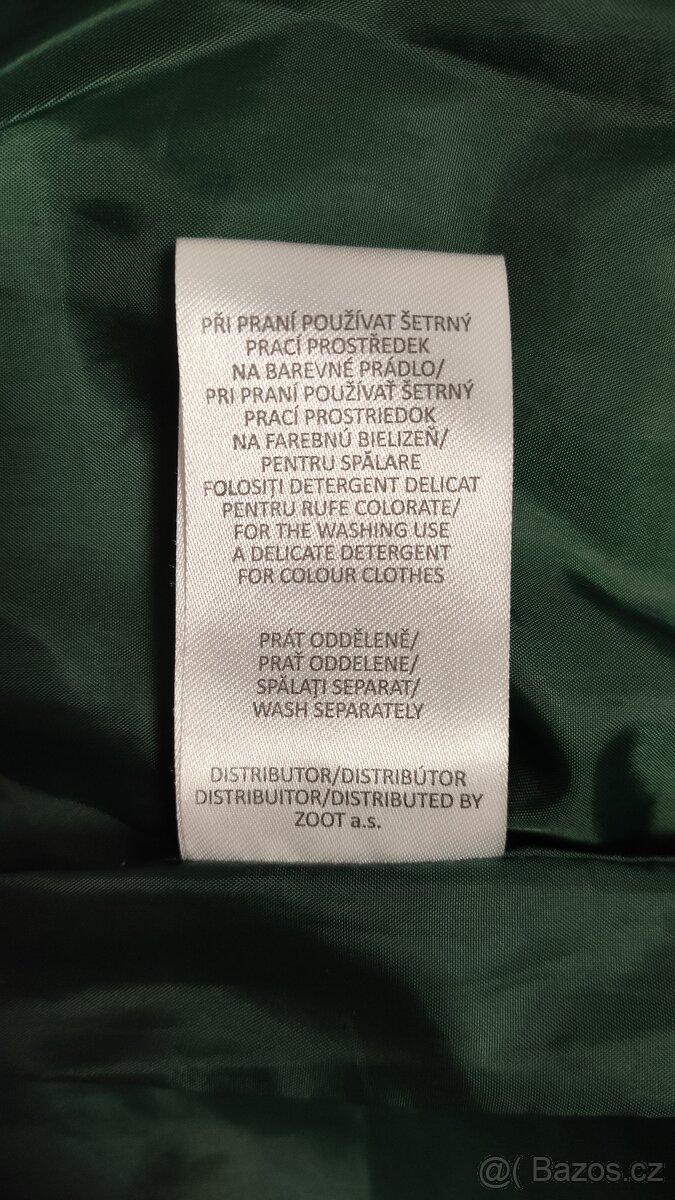 PŘI PRANÍ POUŽÍVAT ŠETRNÝ
PRACÍ PROSTŘEDEK
NA BAREVNÉ PRÁDLO/
PRI PRANÍ POUŽÍVAŤ ŠETRNÝ
PRACÍ PROSTRIEDOK
NA FAREBNÚ BIELIZEŇ/
PENTRU SPĂLARE
FOLOSIȚI DETERGENT DELICAT
PENTRU RUFE COLORATE/
FOR THE WASHING USE
A DELICATE DETERGENT
FOR COLOUR CLOTHES
PRÁT ODDĚLENĚ/
PRAŤ ODDELENE/
SPĂLAȚI SEPARAT/
WASH SEPARATELY
DISTRIBUTOR/DISTRIBÚTOR
DISTRIBUITOR/DISTRIBUTED BY
ZOOT a.s.
@( Bazos.cz